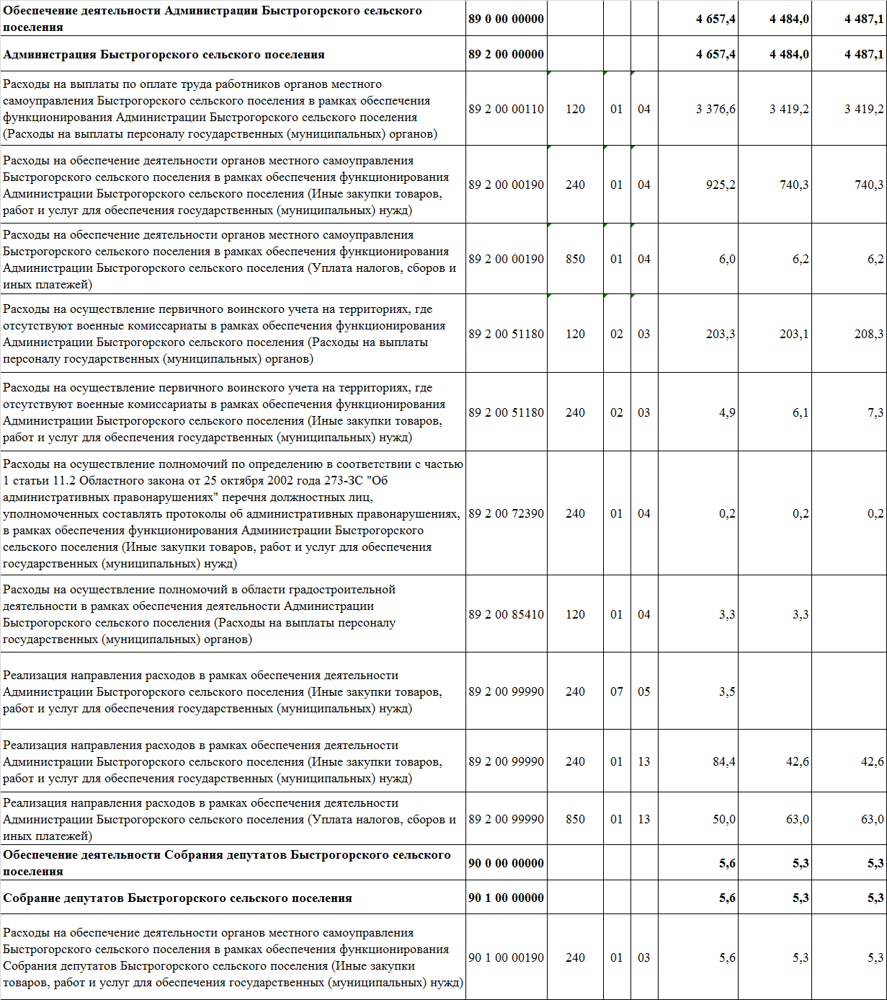 Обеспечение деятельности Администрации Быстрогорского сельского
поселения 89 0 00 00000 4 657,4 4 484,0 4 487,1
Администрация Быстрогорского сельского поселения 89 2 00 00000 4 657,4 4 484,0 4 487,1
Расходы на выплаты по оплате труда работников органов местного
самоуправления Быстрогорского сельского поселения в рамках обеспечения
функционирования Администрации Быстрогорского сельского поселения
(Расходы на выплаты персоналу государственных (муниципальных) органов) 89 2 00 00110 120 01 04 3 376,6 3 419,2 3 419,2
Расходы на обеспечение деятельности органов местного самоуправления
Быстрогорского сельского поселения в рамках обеспечения функционирования
Администрации Быстрогорского сельского поселения (Иные закупки товаров,
работ и услуг для обеспечения государственных (муниципальных) нужд) 89 2 00 00190 240 01 04 925,2 740,3 740,3
Расходы на обеспечение деятельности органов местного самоуправления
Быстрогорского сельского поселения в рамках обеспечения функционирования
Администрации Быстрогорского сельского поселения (Уплата налогов, сборов и
иных платежей) 89 2 00 00190 850 01 04 6,0 6,2 6,2
Расходы на осуществление первичного воинского учета на территориях, где
отсутствуют военные комиссариаты в рамках обеспечения функционирования
Администрации Быстрогорского сельского поселения (Расходы на выплаты
персоналу государственных (муниципальных) органов) 89 2 00 51180 120 02 03 203,3 203,1 208,3
Расходы на осуществление первичного воинского учета на территориях, где
отсутствуют военные комиссариаты в рамках обеспечения функционирования
Администрации Быстрогорского сельского поселения (Иные закупки товаров,
работ и услуг для обеспечения государственных (муниципальных) нужд) 89 2 00 51180 240 02 03 4,9 6,1 7,3
Расходы на осуществление полномочий по определению в соответствии с частью
1 статьи 11.2 Областного закона от 25 октября 2002 года 273-ЗС "Об
административных правонарушениях" перечня должностных лиц,
уполномоченных составлять протоколы об административных правонарушениях,
в рамках обеспечения функционирования Администрации Быстрогорского
сельского поселения (Иные закупки товаров, работ и услуг для обеспечения
государственных (муниципальных) нужд) 89 2 00 72390 240 01 04 0,2 0,2 0,2
Расходы на осуществление полномочий в области градостроительной
деятельности в рамках обеспечения деятельности Администрации
Быстрогорского сельского поселения (Расходы на выплаты персоналу
государственных (муниципальных) органов) 89 2 00 85410 120 01 04 3,3 3,3
Реализация направления расходов в рамках обеспечения деятельности
Администрации Быстрогорского сельского поселения (Иные закупки товаров,
работ и услуг для обеспечения государственных (муниципальных) нужд) 89 2 00 99990 240 07 05 3,5
Реализация направления расходов в рамках обеспечения деятельности
Администрации Быстрогорского сельского поселения (Иные закупки товаров,
работ и услуг для обеспечения государственных (муниципальных) нужд) 89 2 00 99990 240 01 13 84,4 42,6 42,6
Реализация направления расходов в рамках обеспечения деятельности
Администрации Быстрогорского сельского поселения (Уплата налогов, сборов и
иных платежей) 89 2 00 99990 850 01 13 50,0 63,0 63,0
Обеспечение деятельности Собрания депутатов Быстрогорского сельского
поселения 90 0 00 00000 5,6 5,3 5,3
Собрание депутатов Быстрогорского сельского поселения 90 1 00 00000 5,6 5,3 5,3
Расходы на обеспечение деятельности органов местного самоуправления
Быстрогорского сельского поселения в рамках обеспечения функционирования
Собрания депутатов Быстрогорского сельского поселения (Иные закупки
товаров, работ и услуг для обеспечения государственных (муниципальных) нужд) 90 1 00 00190 240 01 03 5,6 5,3 5,3